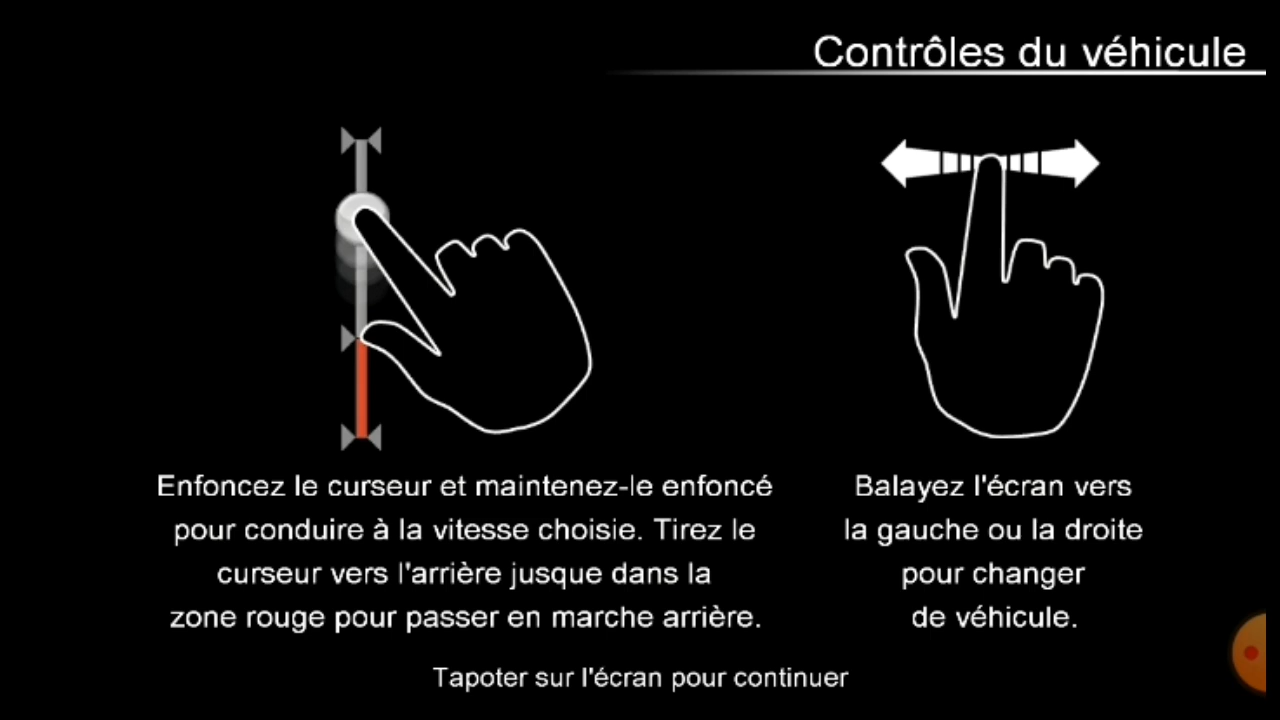 Contrôles du véhicule
Enfoncez le curseur et maintenez-le enfoncé
pour conduire à la vitesse choisie. Tirez le
curseur vers l'arrière jusque dans la
zone rouge pour passer en marche arrière.
Balayez l'écran vers
la gauche ou la droite
pour changer
de véhicule.
Tapoter sur l'écran pour continuer